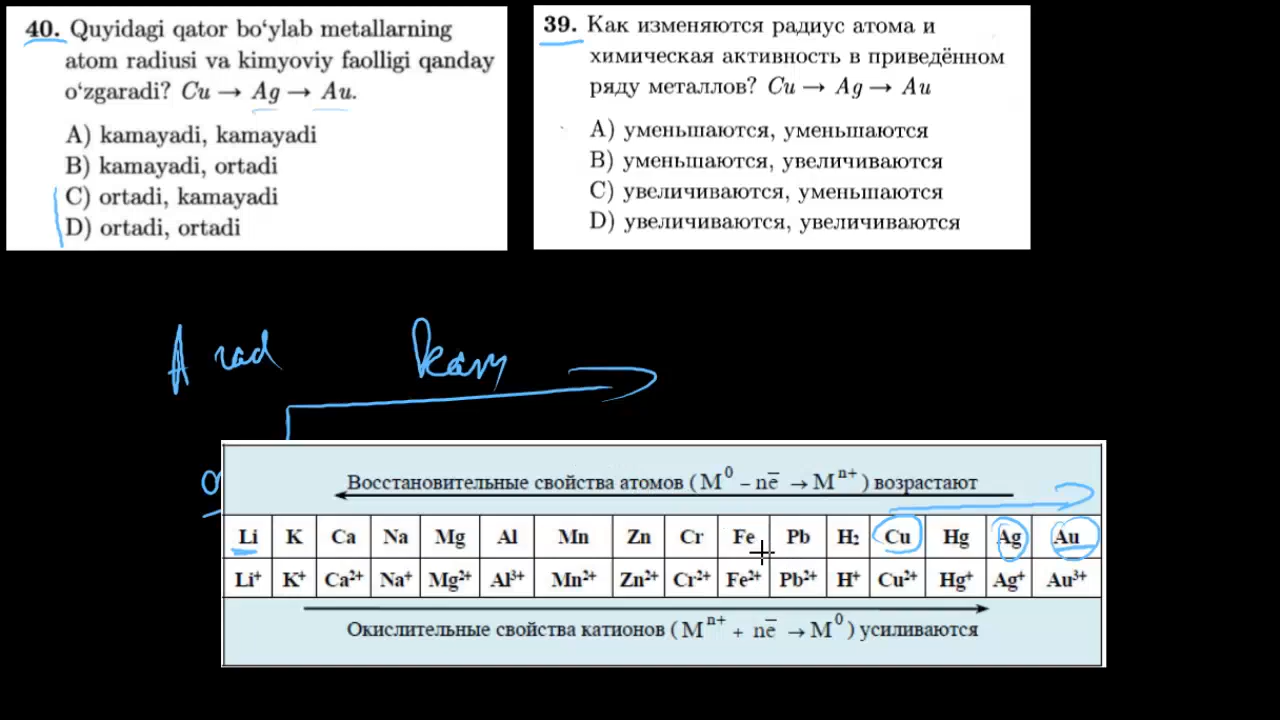 40. Quyidagi qator bo‘ylab metallarning
atom radiusi va kimyoviy faolligi qanday
o‘zgaradi? Cu → Ag → Au.
A) kamayadi, kamayadi
B) kamayadi, ortadi
C) ortadi, kamayadi
D) ortadi, ortadi
39. Как изменяются радиус атома и
химическая активность в приведённом
ряду металлов? Cu → Ag → Au
A) уменьшаются, уменьшаются
B) уменьшаются, увеличиваются
C) увеличиваются, уменьшаются
D) увеличиваются, увеличиваются
A rad kam
Восстановительные свойства атомов ( M⁰ – nē → Mⁿ⁺ ) возрастают
Li K Ca Na Mg Al Mn Zn Cr Fe Pb H₂ Cu Hg Ag Au
Li⁺ K⁺ Ca²⁺ Na⁺ Mg²⁺ Al³⁺ Mn²⁺ Zn²⁺ Cr²⁺ Fe²⁺ Pb²⁺ H⁺ Cu²⁺ Hg⁺ Ag⁺ Au³⁺
Окислительные свойства катионов ( Mⁿ⁺ + nē → M⁰ ) усиливаются